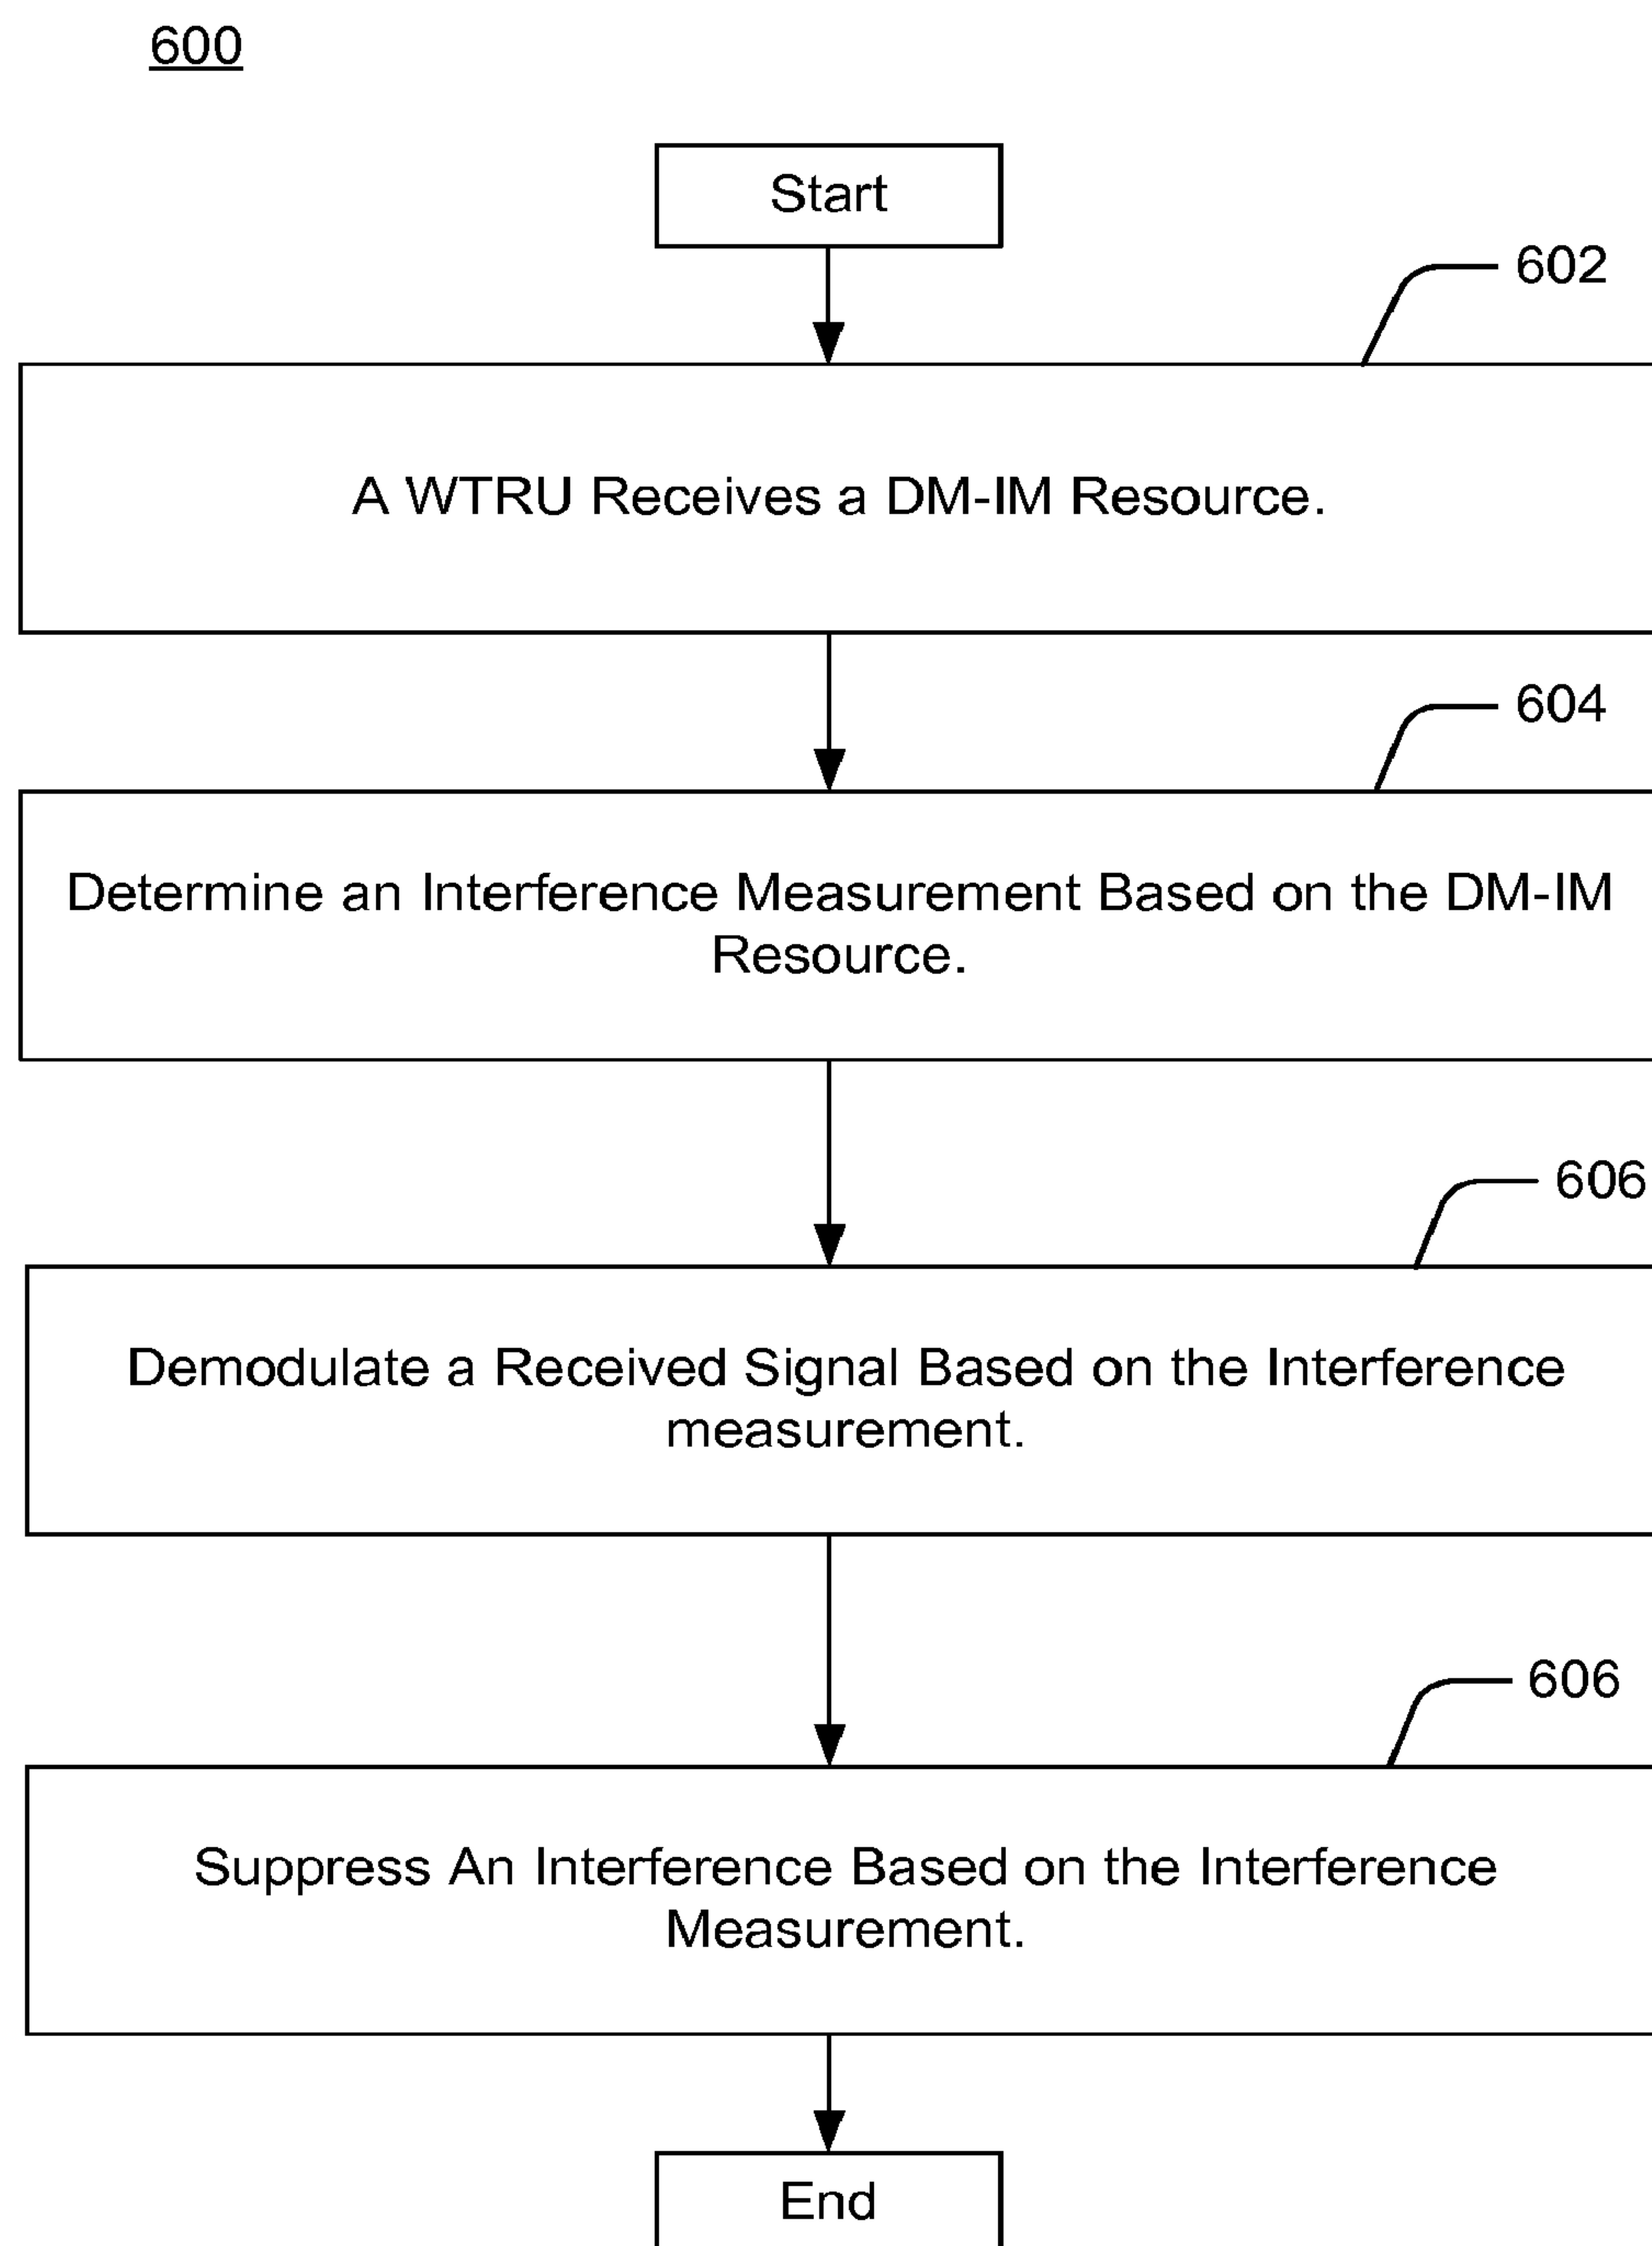 600
Start
602
A WTRU Receives a DM-IM Resource.
604
Determine an Interference Measurement Based on the DM-IM
Resource.
606
Demodulate a Received Signal Based on the Interference
measurement.
606
Suppress An Interference Based on the Interference
Measurement.
End